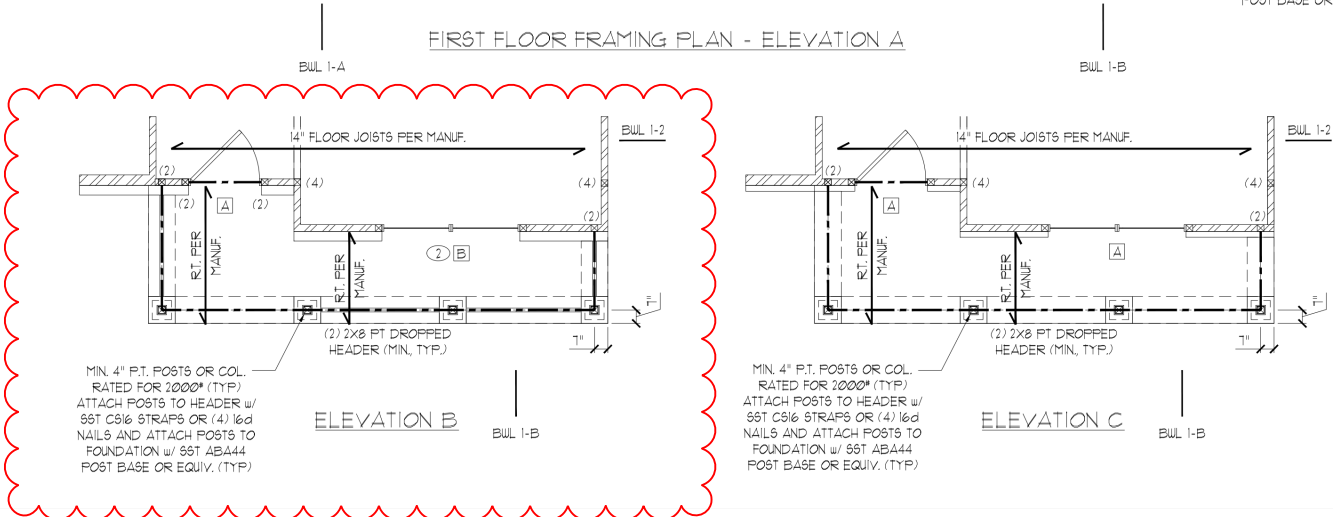 POST BASE OR
FIRST FLOOR FRAMING PLAN - ELEVATION A
BWL 1-A
BWL 1-B
14" FLOOR JOISTS PER MANUF.
BWL 1-2
(2)
(4)
(4)
(2)
A
(2)
(2)
R.T. PER
MANUF.
R.T. PER
MANUF.
2
B
7"
(2) 2X8 PT DROPPED
HEADER (MIN., TYP.)
7"
MIN. 4" P.T. POSTS OR COL.
RATED FOR 2000# (TYP)
ATTACH POSTS TO HEADER w/
SST CS16 STRAPS OR (4) 16d
NAILS AND ATTACH POSTS TO
FOUNDATION w/ SST ABA44
POST BASE OR EQUIV. (TYP)
ELEVATION B
BWL 1-B
14" FLOOR JOISTS PER MANUF.
BWL 1-2
(2)
(4)
(4)
A
(2)
R.T. PER
MANUF.
R.T. PER
MANUF.
A
7"
(2) 2X8 PT DROPPED
HEADER (MIN., TYP.)
7"
MIN. 4" P.T. POSTS OR COL.
RATED FOR 2000# (TYP)
ATTACH POSTS TO HEADER w/
SST CS16 STRAPS OR (4) 16d
NAILS AND ATTACH POSTS TO
FOUNDATION w/ SST ABA44
POST BASE OR EQUIV. (TYP)
ELEVATION C
BWL 1-B